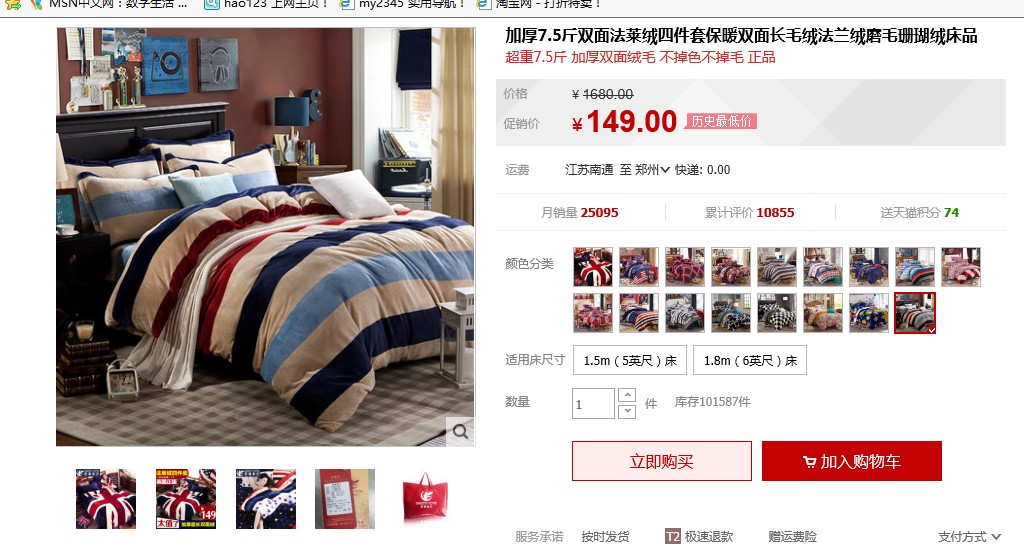 MSN中文网：数字生活 ...
hao123 上网主页！
my2345 实用导航！
淘宝网 - 打折特卖！
加厚7.5斤双面法莱绒四件套保暖双面长毛绒法兰绒磨毛珊瑚绒床品
超重7.5斤 加厚双面绒毛 不掉色不掉毛 正品
价格 ¥ 1680.00
促销价 ¥ 149.00 历史最低价
运费 江苏南通 至 郑州 快递: 0.00
月销量 25095 累计评价 10855 送天猫积分 74
颜色分类
适用床尺寸 1.5m（5英尺）床 1.8m（6英尺）床
数量 1 件 库存101587件
立即购买 加入购物车
法莱绒四件套
太值了
149
服务承诺 按时发货 T2 极速退款 赠运费险 支付方式